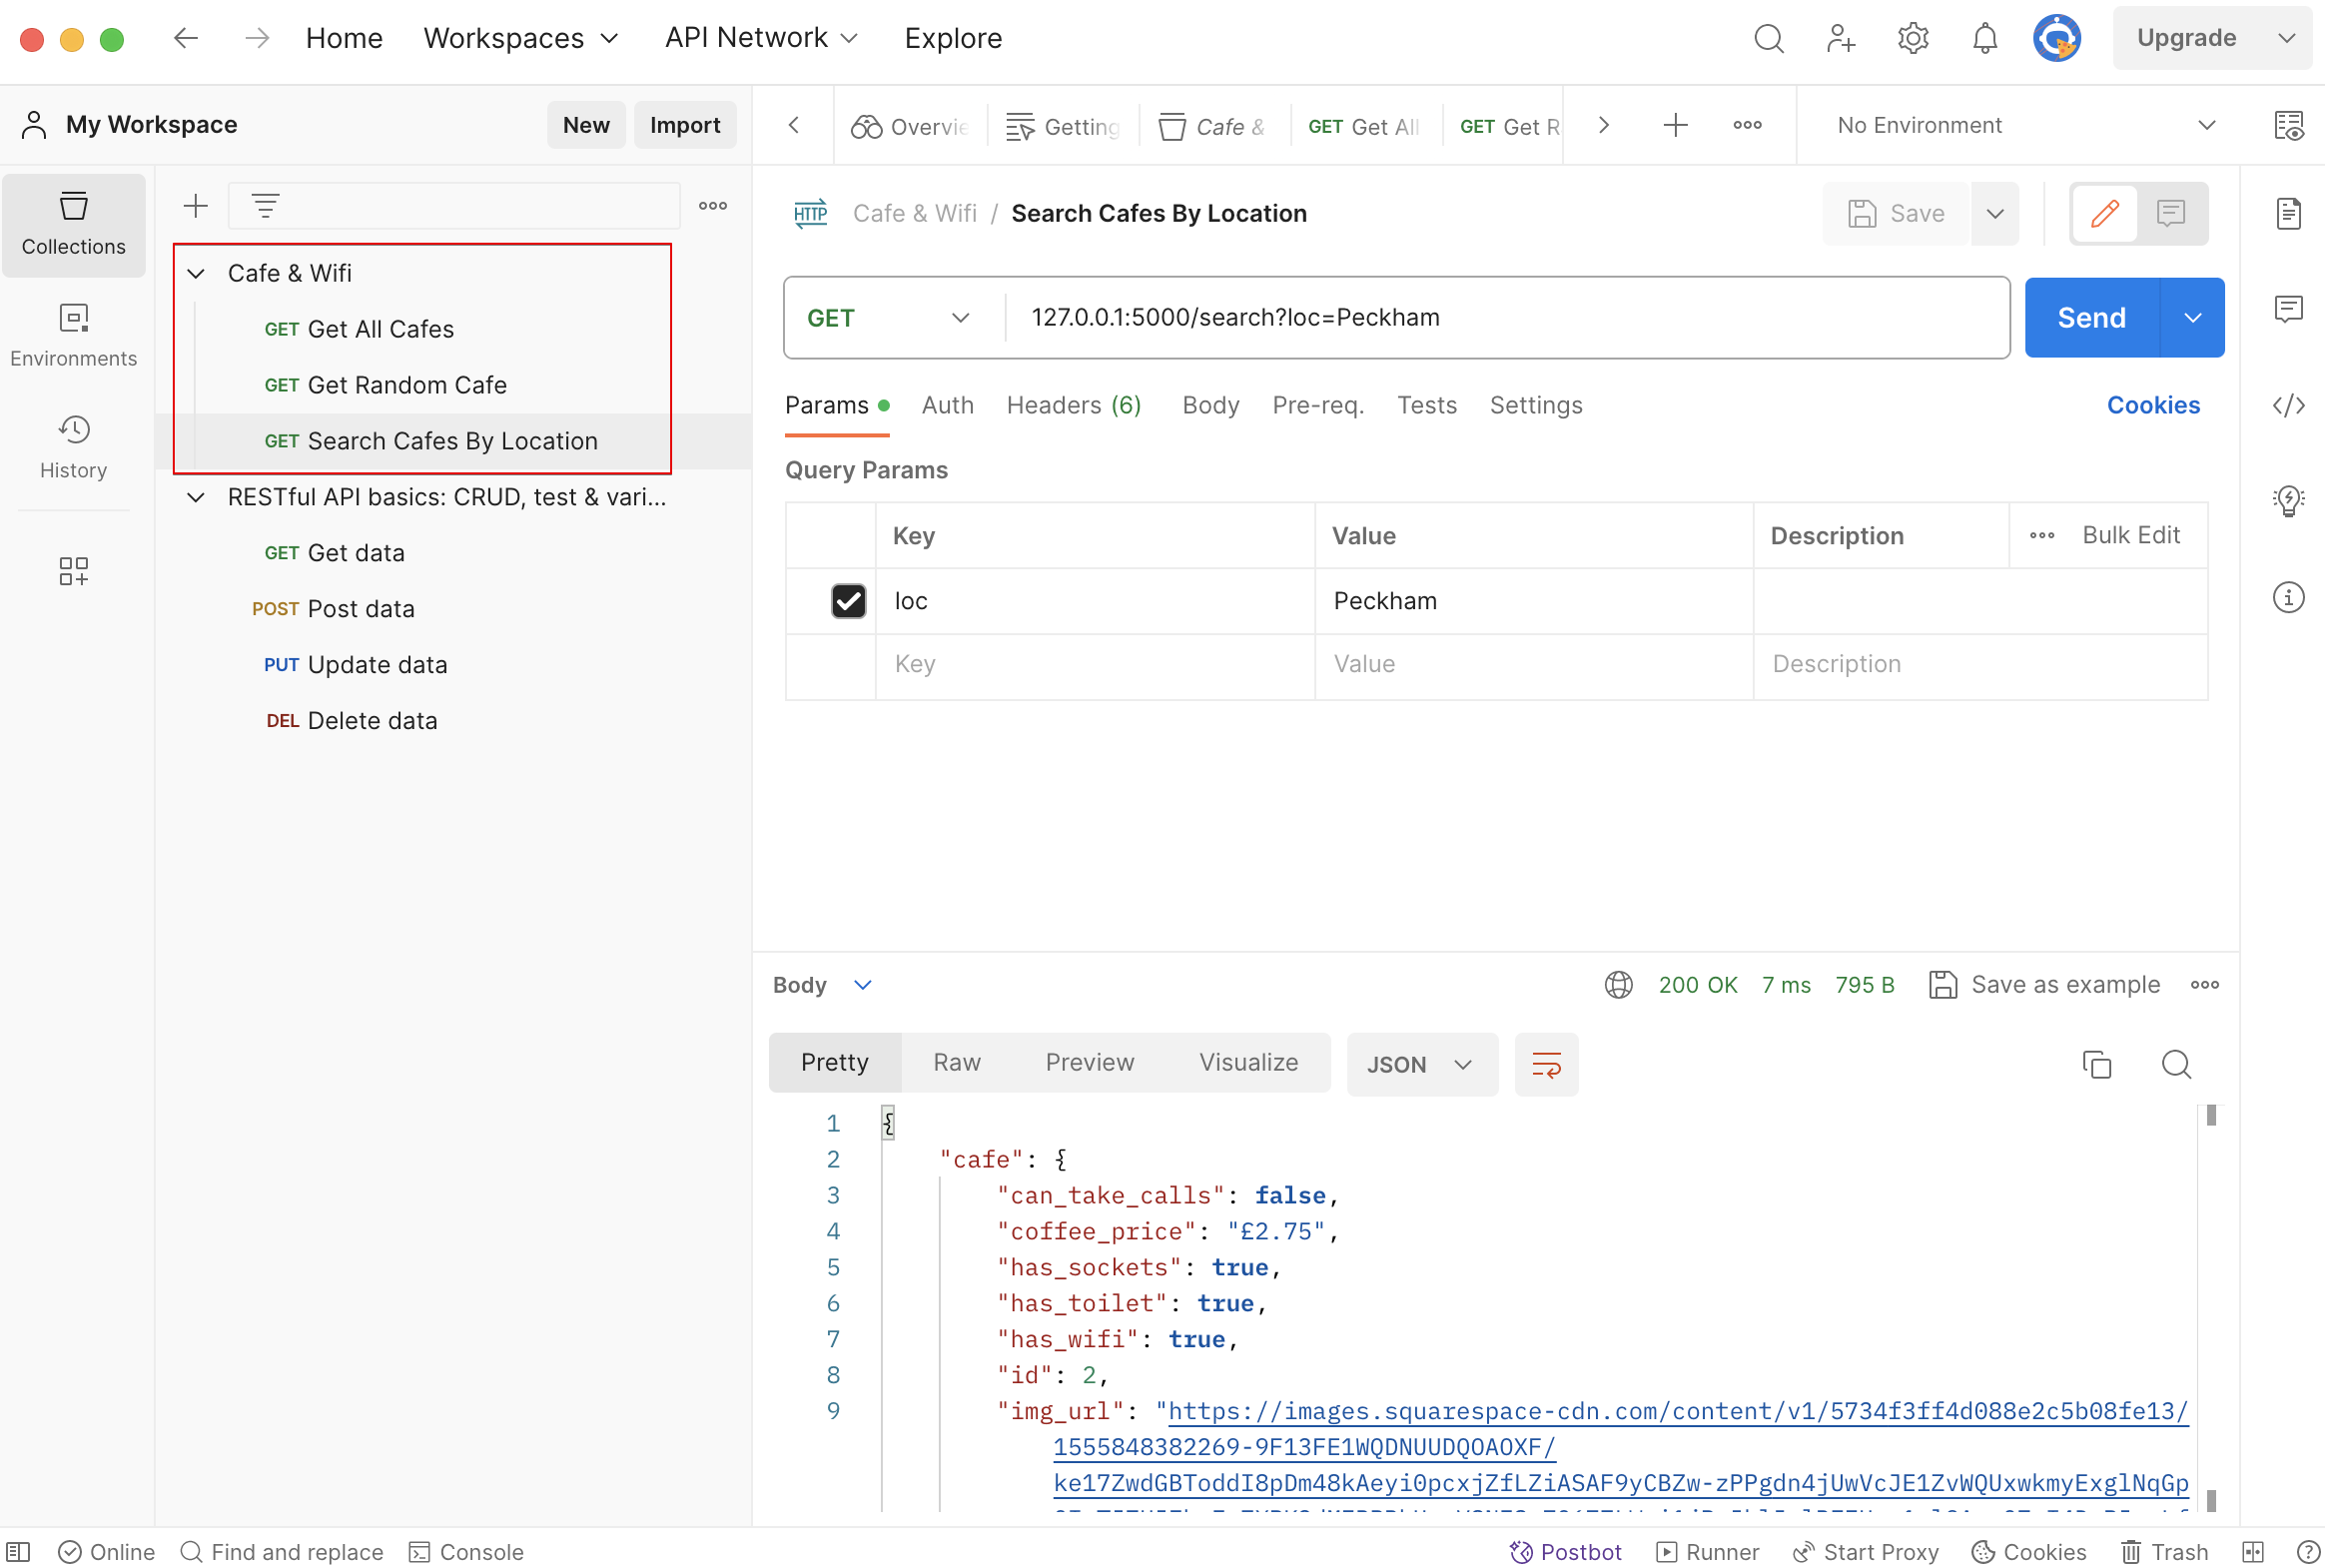 Home Workspaces API Network Explore Upgrade
My Workspace New Import
Overvie Getting Cafe & GET Get All GET Get R No Environment
Collections
Environments
History
Cafe & Wifi
GET Get All Cafes
GET Get Random Cafe
GET Search Cafes By Location
RESTful API basics: CRUD, test & vari...
GET Get data
POST Post data
PUT Update data
DEL Delete data
HTTP Cafe & Wifi / Search Cafes By Location Save
GET 127.0.0.1:5000/search?loc=Peckham Send
Params Auth Headers (6) Body Pre-req. Tests Settings Cookies
Query Params
Key Value Description Bulk Edit
loc Peckham
Key Value Description
Body 200 OK 7 ms 795 B Save as example
Pretty Raw Preview Visualize JSON
1 {
2 "cafe": {
3 "can_take_calls": false,
4 "coffee_price": "£2.75",
5 "has_sockets": true,
6 "has_toilet": true,
7 "has_wifi": true,
8 "id": 2,
9 "img_url": "https://images.squarespace-cdn.com/content/v1/5734f3ff4d088e2c5b08fe13/
1555848382269-9F13FE1WQDNUUDQOAOXF/
ke17ZwdGBToddI8pDm48kAeyi0pcxjZfLZiASAF9yCBZw-zPPgdn4jUwVcJE1ZvWQUxwkmyExglNqGp
Online Find and replace Console Postbot Runner Start Proxy Cookies Trash